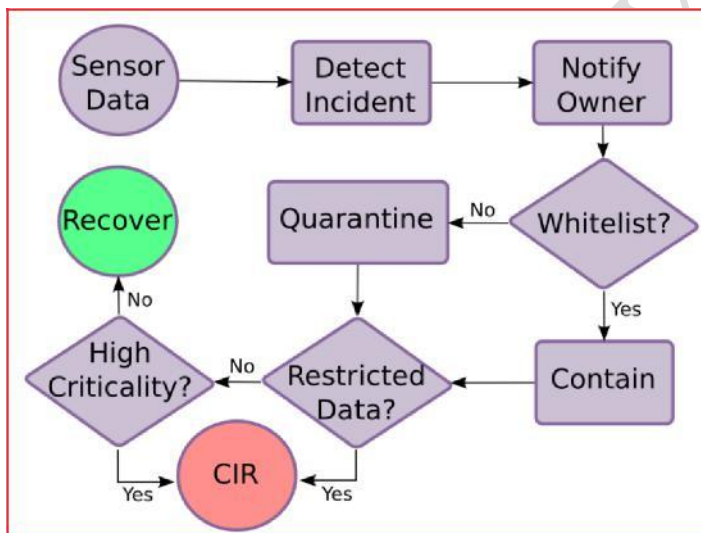 Sensor
Data
Detect
Incident
Notify
Owner
Recover
Quarantine
No
Whitelist?
No
Yes
High
Criticality?
No
Restricted
Data?
Contain
Yes
CIR
Yes